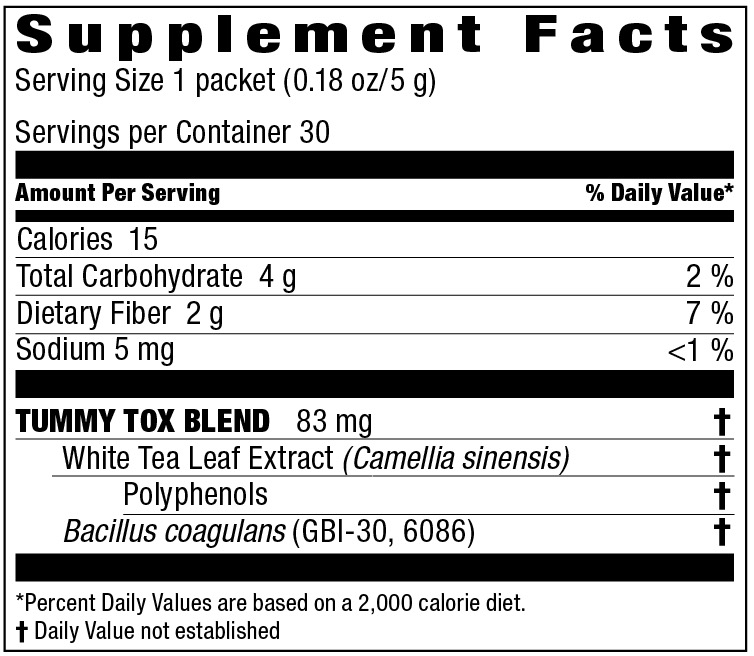 Supplement Facts
Serving Size 1 packet (0.18 oz/5 g)
Servings per Container 30
Amount Per Serving % Daily Value*
Calories 15
Total Carbohydrate 4 g 2 %
Dietary Fiber 2 g 7 %
Sodium 5 mg <1 %
TUMMY TOX BLEND 83 mg †
White Tea Leaf Extract (Camellia sinensis) †
Polyphenols †
Bacillus coagulans (GBI-30, 6086) †
*Percent Daily Values are based on a 2,000 calorie diet.
† Daily Value not established